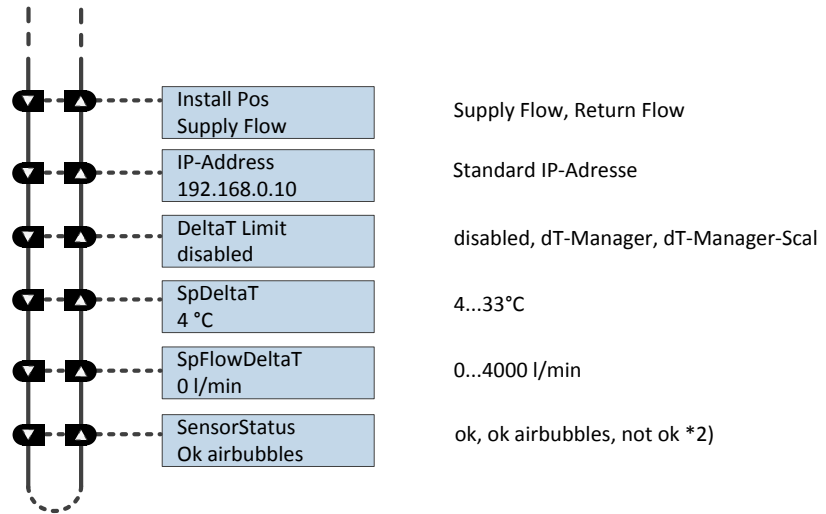 Install Pos
Supply Flow
Supply Flow, Return Flow
IP-Address
192.168.0.10
Standard IP-Adresse
DeltaT Limit
disabled
disabled, dT-Manager, dT-Manager-Scal
SpDeltaT
4 °C
4...33°C
SpFlowDeltaT
0 l/min
0...4000 l/min
SensorStatus
Ok airbubbles
ok, ok airbubbles, not ok *2)